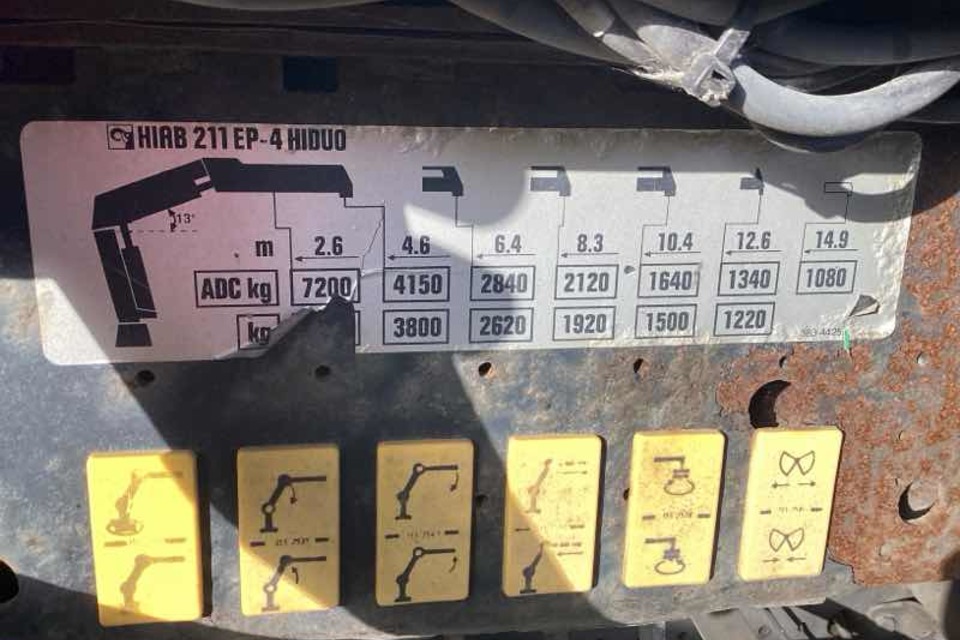 HIAB 211 EP-4 HIDUO
13°
m 2.6 4.6 6.4 8.3 10.4 12.6 14.9
ADC kg 7200 4150 2840 2120 1640 1340 1080
kg 3800 2620 1920 1500 1220